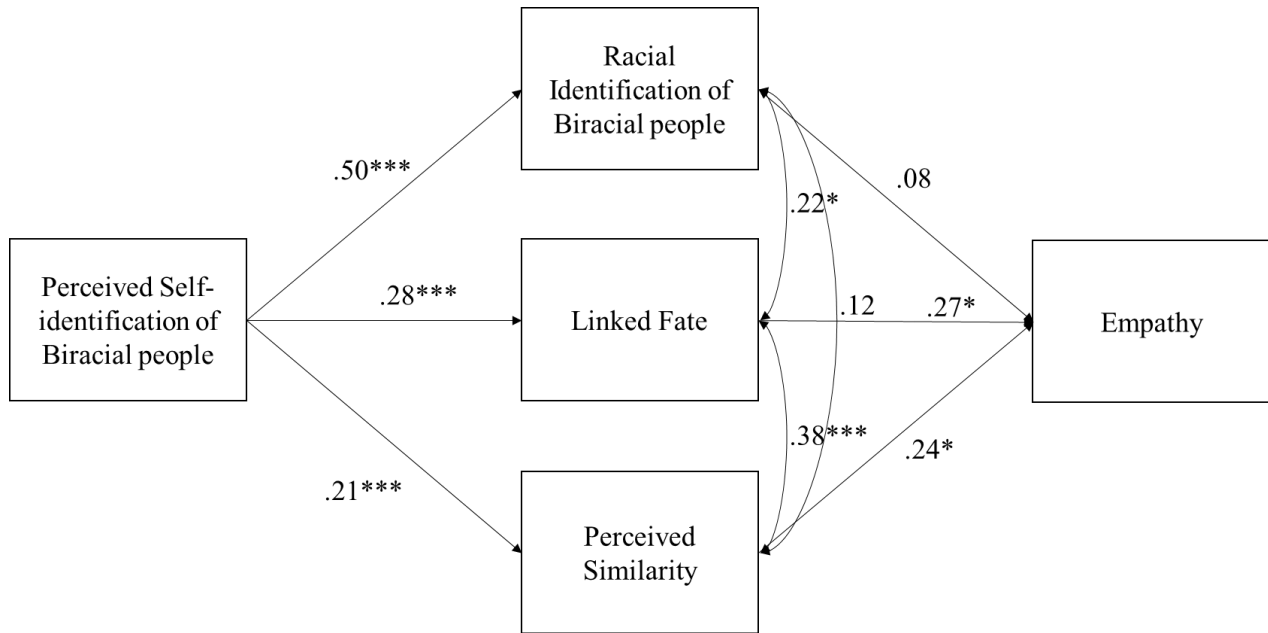 Racial
Identification of
Biracial people
.50***
.08
.22*
Perceived Self-
identification of
Biracial people
.28***
Linked Fate
.12
.27*
Empathy
.38***
.24*
.21***
Perceived
Similarity